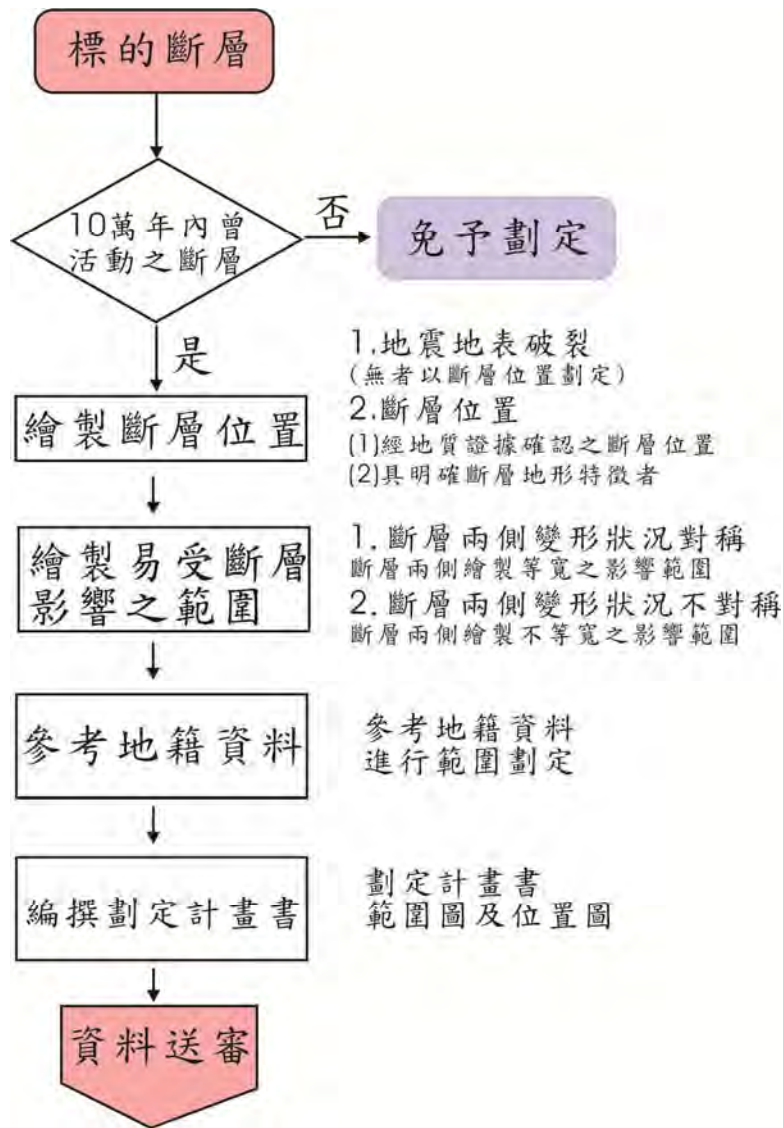 標的斷層
10萬年內曾
活動之斷層
否
免予劃定
是
繪製斷層位置
1.地震地表破裂
(無者以斷層位置劃定)
2.斷層位置
(1)經地質證據確認之斷層位置
(2)具明確斷層地形特徵者
繪製易受斷層
影響之範圍
1.斷層兩側變形狀況對稱
斷層兩側繪製等寬之影響範圍
2.斷層兩側變形狀況不對稱
斷層兩側繪製不等寬之影響範圍
參考地籍資料
參考地籍資料
進行範圍劃定
編撰劃定計畫書
劃定計畫書
範圍圖及位置圖
資料送審